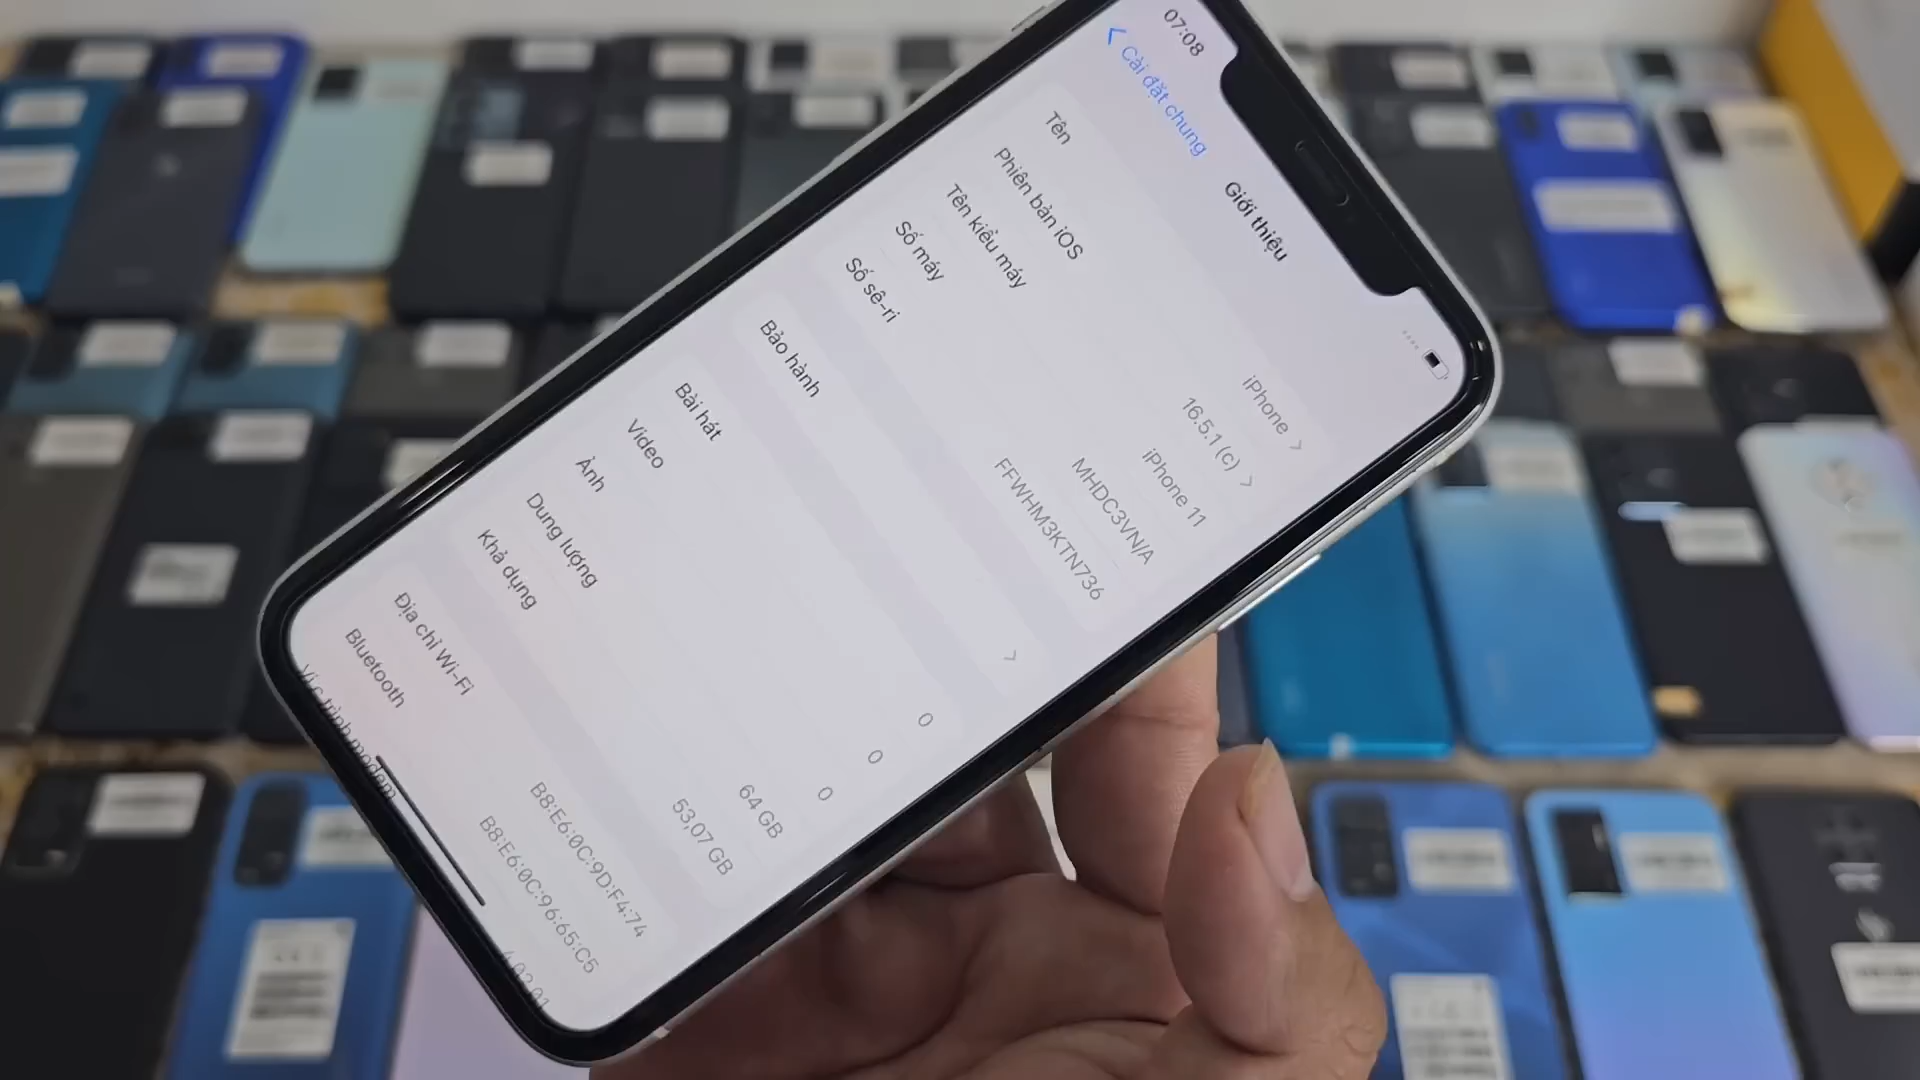 07:08
Cài đặt chung
Giới thiệu
Tên iPhone
Phiên bản iOS 16.5.1 (c)
Tên kiểu máy iPhone 11
Số máy MHDC3VN/A
Số sê-ri FFWHM3KTN736
Bảo hành
Bài hát 0
Video 0
Ảnh 0
Dung lượng 64 GB
Khả dụng 53,07 GB
Địa chỉ Wi-Fi B8:E6:0C:9D:F4:74
Bluetooth B8:E6:0C:96:65:C5
trình modem